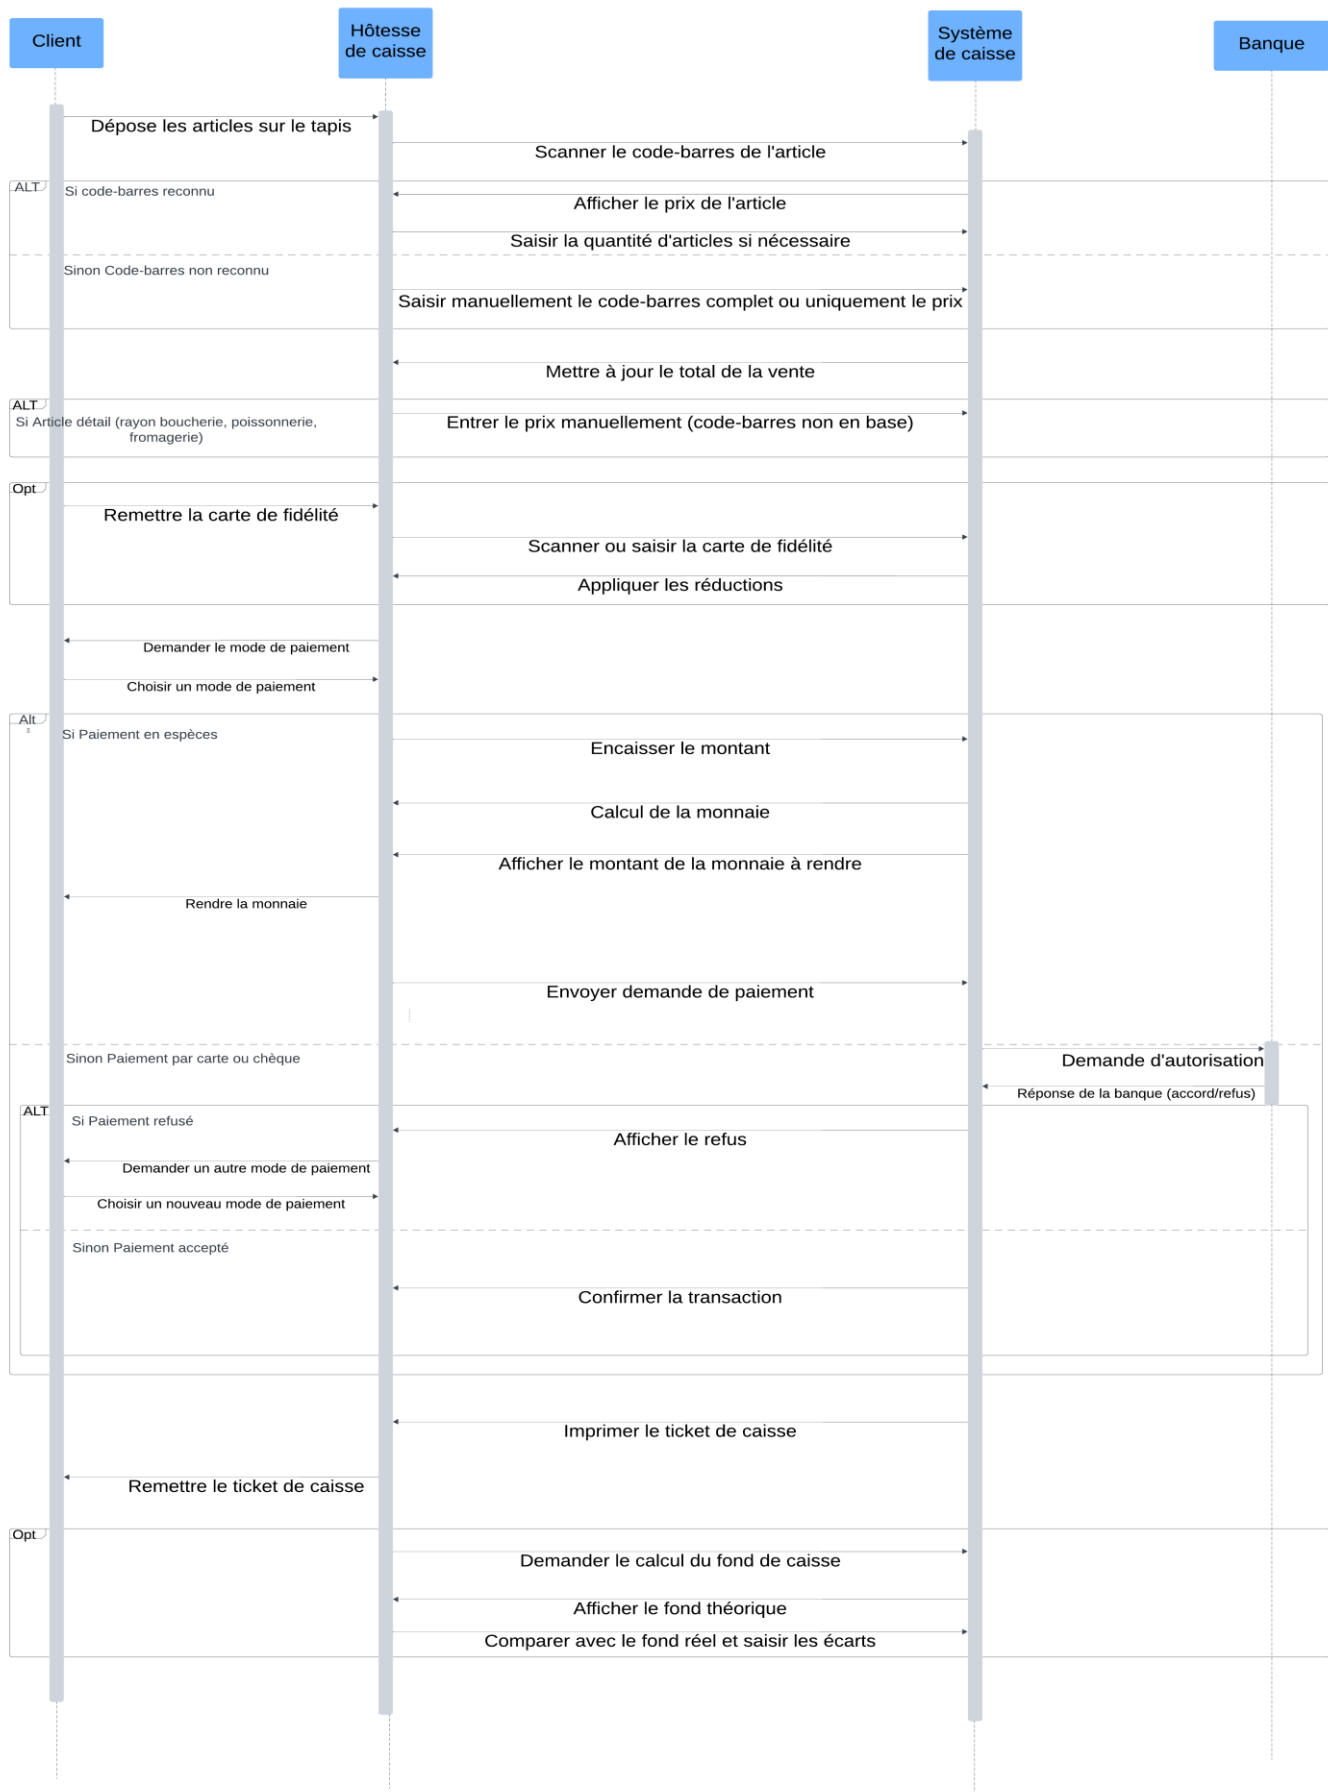 Client
Hôtesse
de caisse
Système
de caisse
Banque
Dépose les articles sur le tapis
Scanner le code-barres de l'article
ALT
Si code-barres reconnu
Afficher le prix de l'article
Saisir la quantité d'articles si nécessaire
Sinon Code-barres non reconnu
Saisir manuellement le code-barres complet ou uniquement le prix
Mettre à jour le total de la vente
ALT
Si Article détail (rayon boucherie, poissonnerie,
fromagerie)
Entrer le prix manuellement (code-barres non en base)
Opt
Remettre la carte de fidélité
Scanner ou saisir la carte de fidélité
Appliquer les réductions
Demander le mode de paiement
Choisir un mode de paiement
Alt
Si Paiement en espèces
Encaisser le montant
Calcul de la monnaie
Afficher le montant de la monnaie à rendre
Rendre la monnaie
Envoyer demande de paiement
Sinon Paiement par carte ou chèque
Demande d'autorisation
Réponse de la banque (accord/refus)
ALT
Si Paiement refusé
Afficher le refus
Demander un autre mode de paiement
Choisir un nouveau mode de paiement
Sinon Paiement accepté
Confirmer la transaction
Imprimer le ticket de caisse
Remettre le ticket de caisse
Opt
Demander le calcul du fond de caisse
Afficher le fond théorique
Comparer avec le fond réel et saisir les écarts